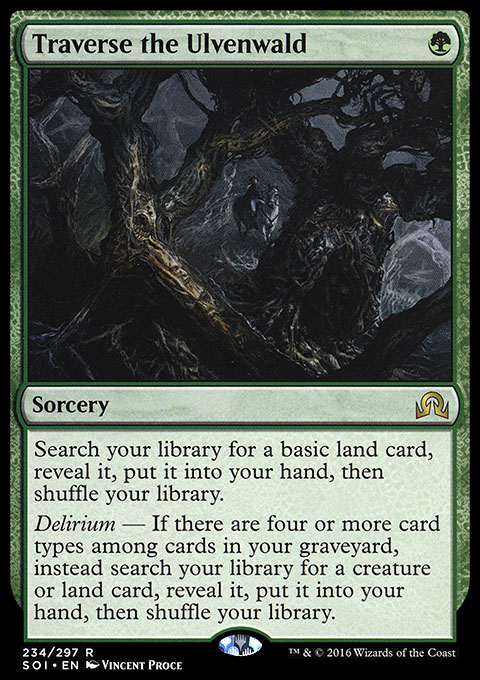 Traverse the Ulvenwald
Sorcery
Search your library for a basic land card,
reveal it, put it into your hand, then
shuffle your library.
Delirium — If there are four or more card
types among cards in your graveyard,
instead search your library for a creature
or land card, reveal it, put it into your
hand, then shuffle your library.
234/297 R
SOI • EN Vincent Proce
™ & © 2016 Wizards of the Coast